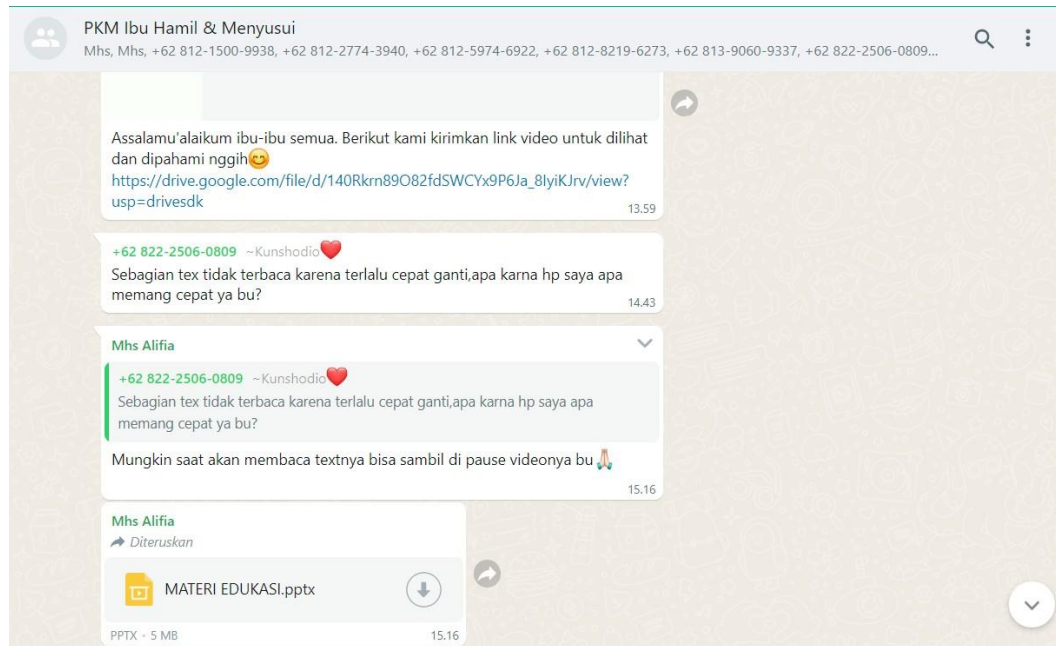 PKM Ibu Hamil & Menyusui
Mhs, Mhs, +62 812-1500-9938, +62 812-2774-3940, +62 812-5974-6922, +62 812-8219-6273, +62 813-9060-9337, +62 822-2506-0809...
Assalamu'alaikum ibu-ibu semua. Berikut kami kirimkan link video untuk dilihat
dan dipahami nggih😊
https://drive.google.com/file/d/140Rkrn89O82fdSWCYx9P6Ja_8IyiKJrv/view?
usp=drivesdk
13.59
+62 822-2506-0809 ~Kunshodio❤️
Sebagian tex tidak terbaca karena terlalu cepat ganti,apa karna hp saya apa
memang cepat ya bu?
14.43
Mhs Alifia
+62 822-2506-0809 ~Kunshodio❤️
Sebagian tex tidak terbaca karena terlalu cepat ganti,apa karna hp saya apa
memang cepat ya bu?
Mungkin saat akan membaca textnya bisa sambil di pause videonya bu🙏🏻
15.16
Mhs Alifia
Diteruskan
MATERI EDUKASI.pptx
PPTX - 5 MB 15.16